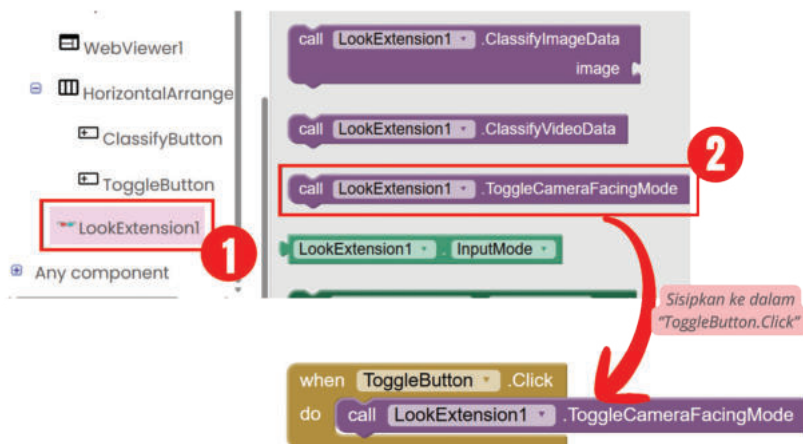 WebViewer1
HorizontalArrange
ClassifyButton
ToggleButton
LookExtension1
Any component
1
call LookExtension1 .ClassifyImageData
image
call LookExtension1 .ClassifyVideoData
call LookExtension1 .ToggleCameraFacingMode
2
LookExtension1 . InputMode
Sisipkan ke dalam
"ToggleButton.Click"
when ToggleButton .Click
do call LookExtension1 .ToggleCameraFacingMode